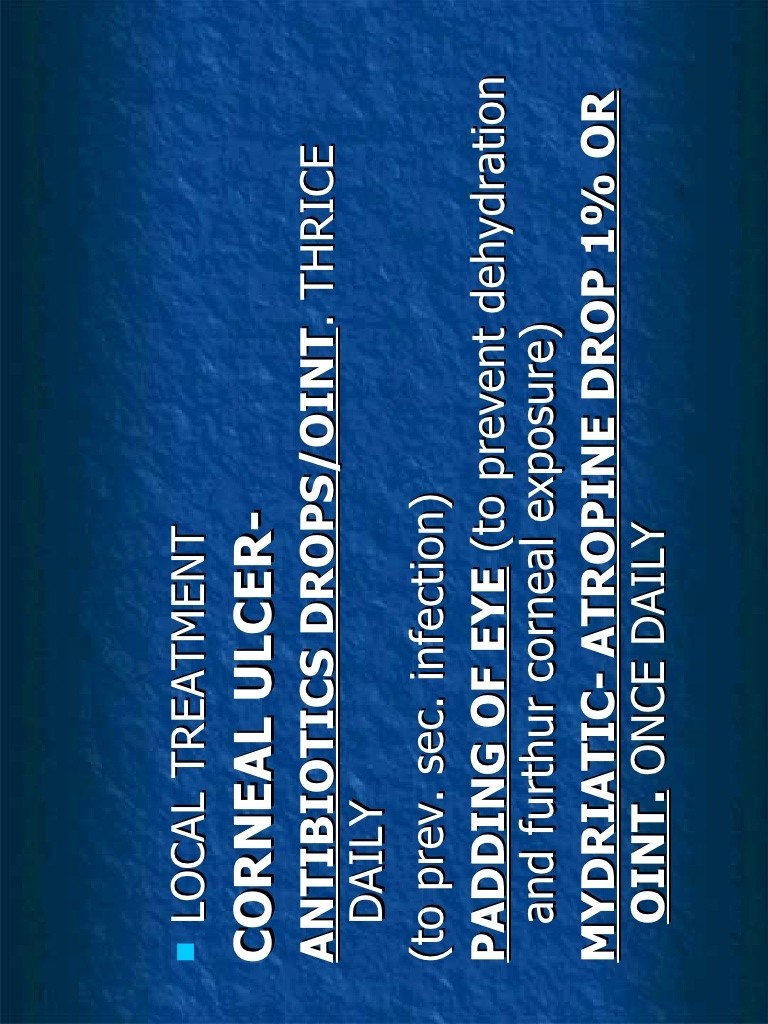 LOCAL TREATMENT
CORNEAL ULCER-
ANTIBIOTICS DROPS/OINT. THRICE
DAILY
(to prev. sec. infection)
PADDING OF EYE (to prevent dehydration
and furthur corneal exposure)
MYDRIATIC- ATROPINE DROP 1% OR
OINT. ONCE DAILY